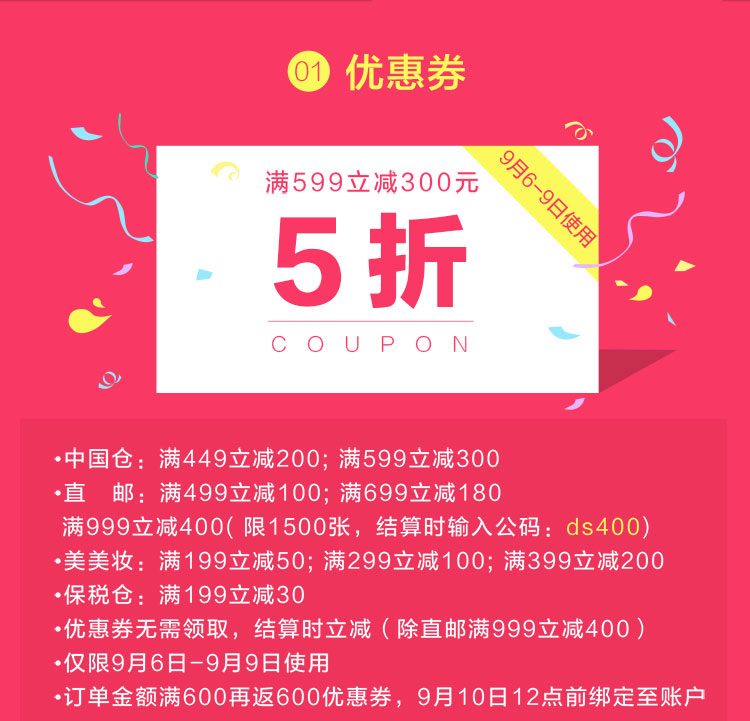 01 优惠券
满599立减300元
9月6-9日使用
5折
COUPON
•中国仓：满449立减200; 满599立减300
•直 邮：满499立减100; 满699立减180
满999立减400( 限1500张，结算时输入公码：ds400)
•美美妆：满199立减50; 满299立减100; 满399立减200
•保税仓：满199立减30
•优惠券无需领取，结算时立减（除直邮满999立减400）
•仅限9月6日-9月9日使用
•订单金额满600再返600优惠券，9月10日12点前绑定至账户